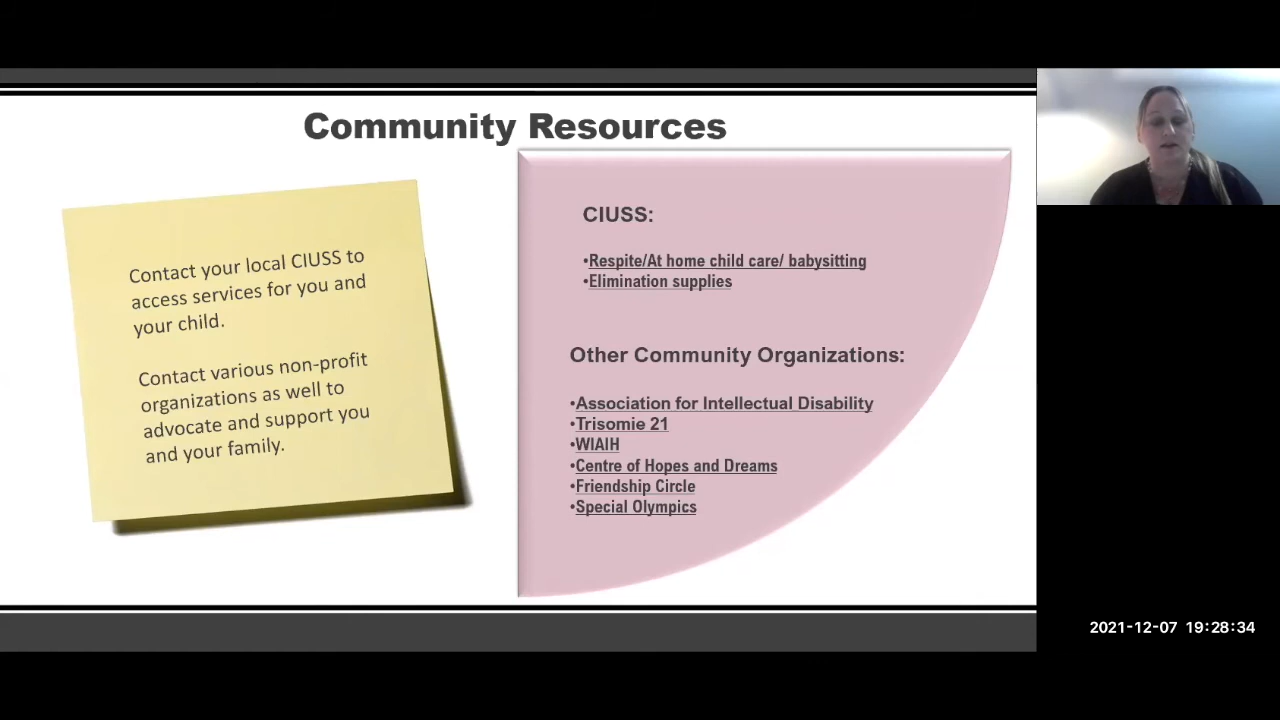 Community Resources
Contact your local CIUSS to
access services for you and
your child.
Contact various non-profit
organizations as well to
advocate and support you
and your family.
CIUSS:
•Respite/At home child care/ babysitting
•Elimination supplies
Other Community Organizations:
•Association for Intellectual Disability
•Trisomie 21
•WIAIH
•Centre of Hopes and Dreams
•Friendship Circle
•Special Olympics
2021-12-07 19:28:34